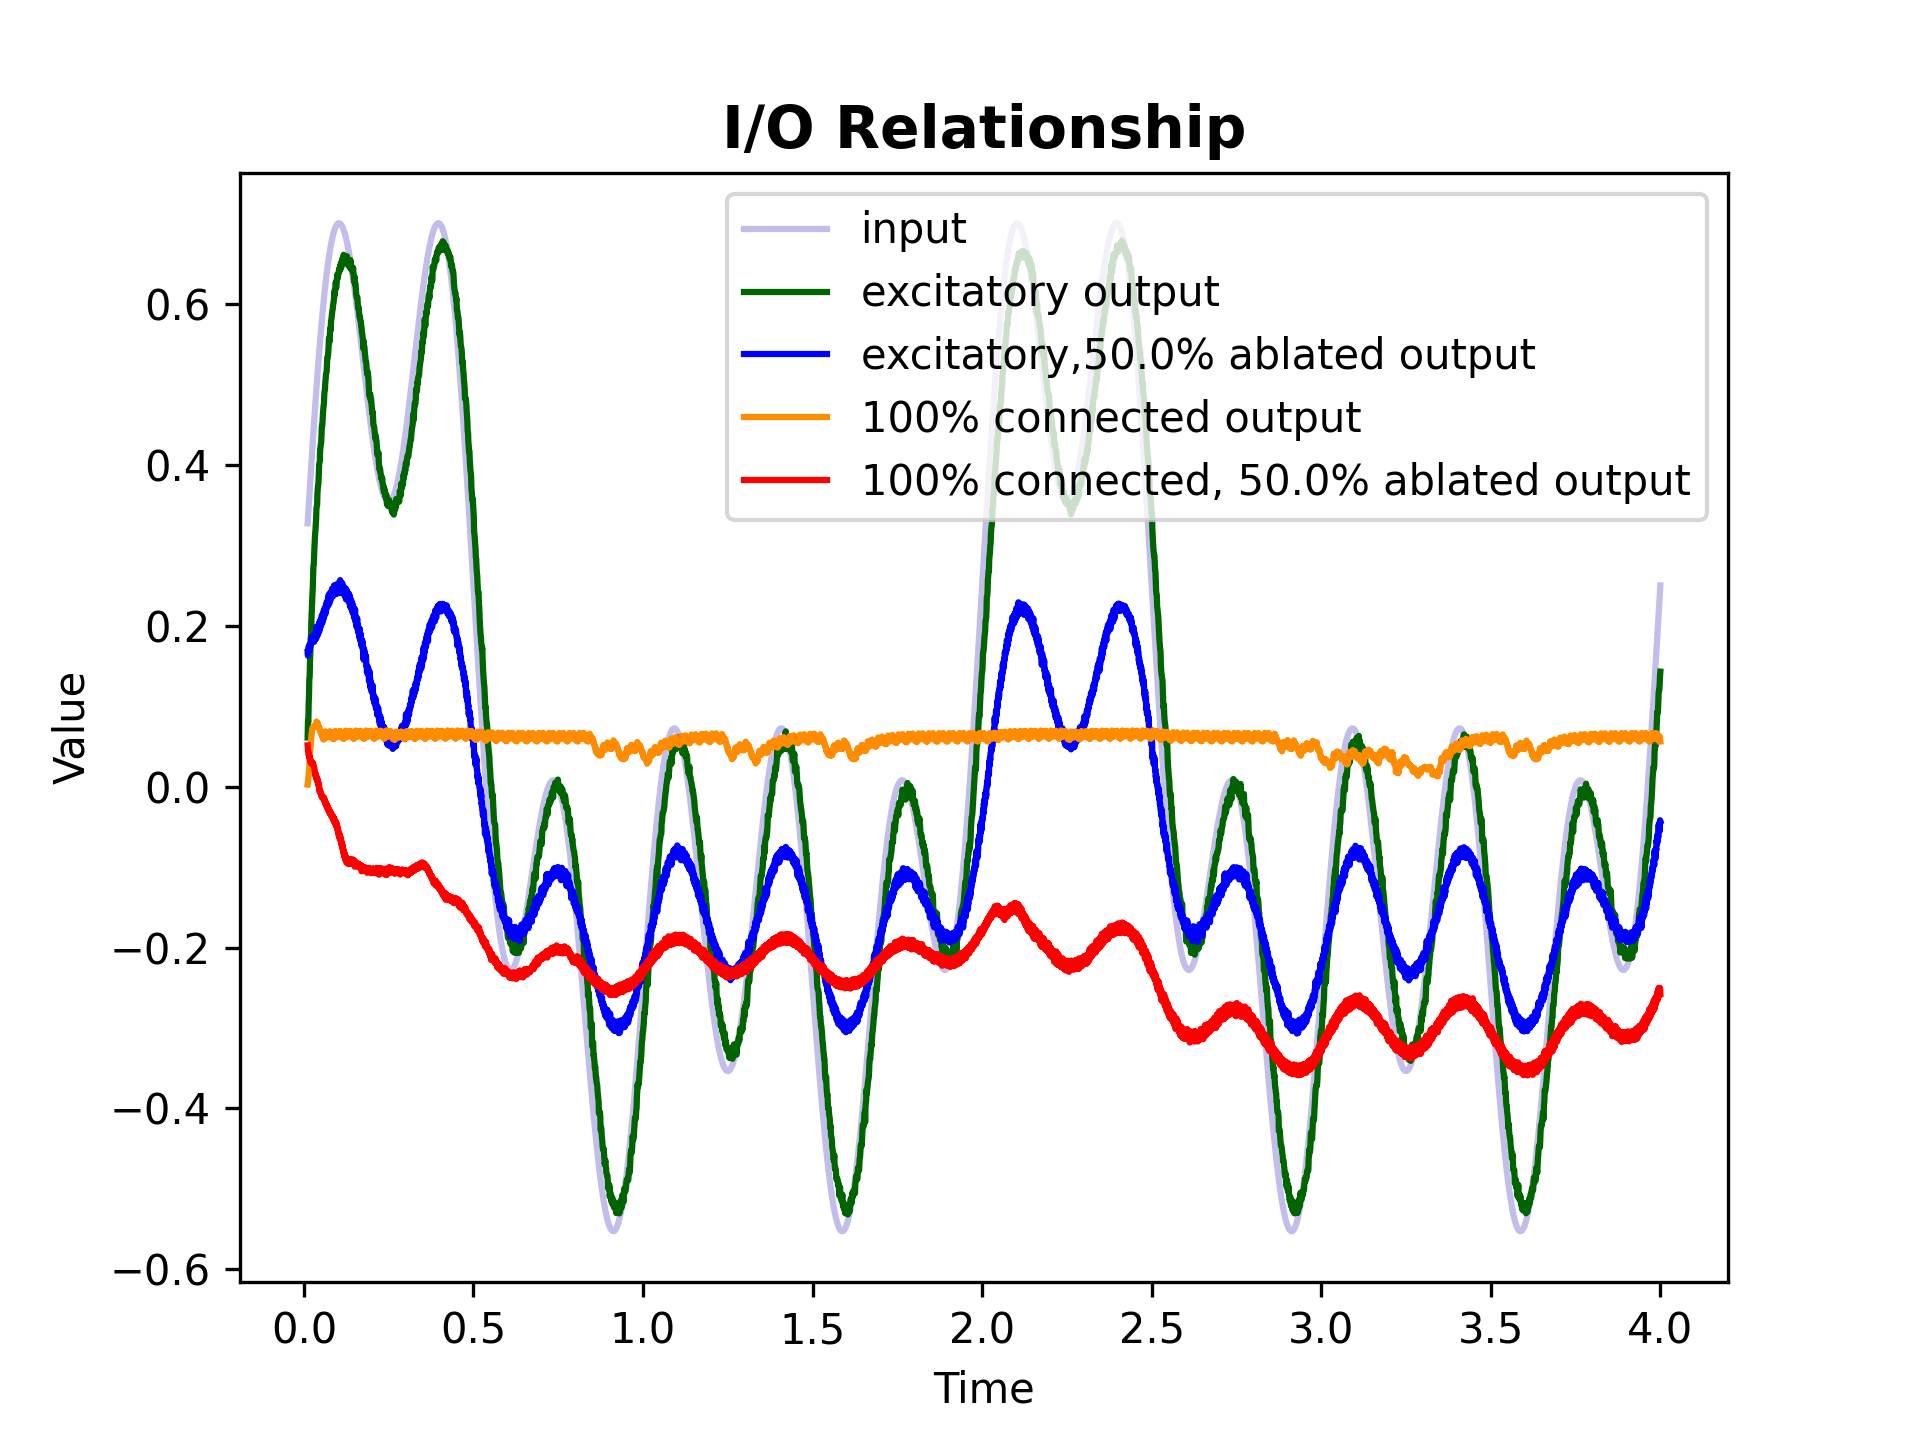 I/O Relationship
input
excitatory output
excitatory,50.0% ablated output
100% connected output
100% connected, 50.0% ablated output
Value
0.6
0.4
0.2
0.0
−0.2
−0.4
−0.6
0.0 0.5 1.0 1.5 2.0 2.5 3.0 3.5 4.0
Time